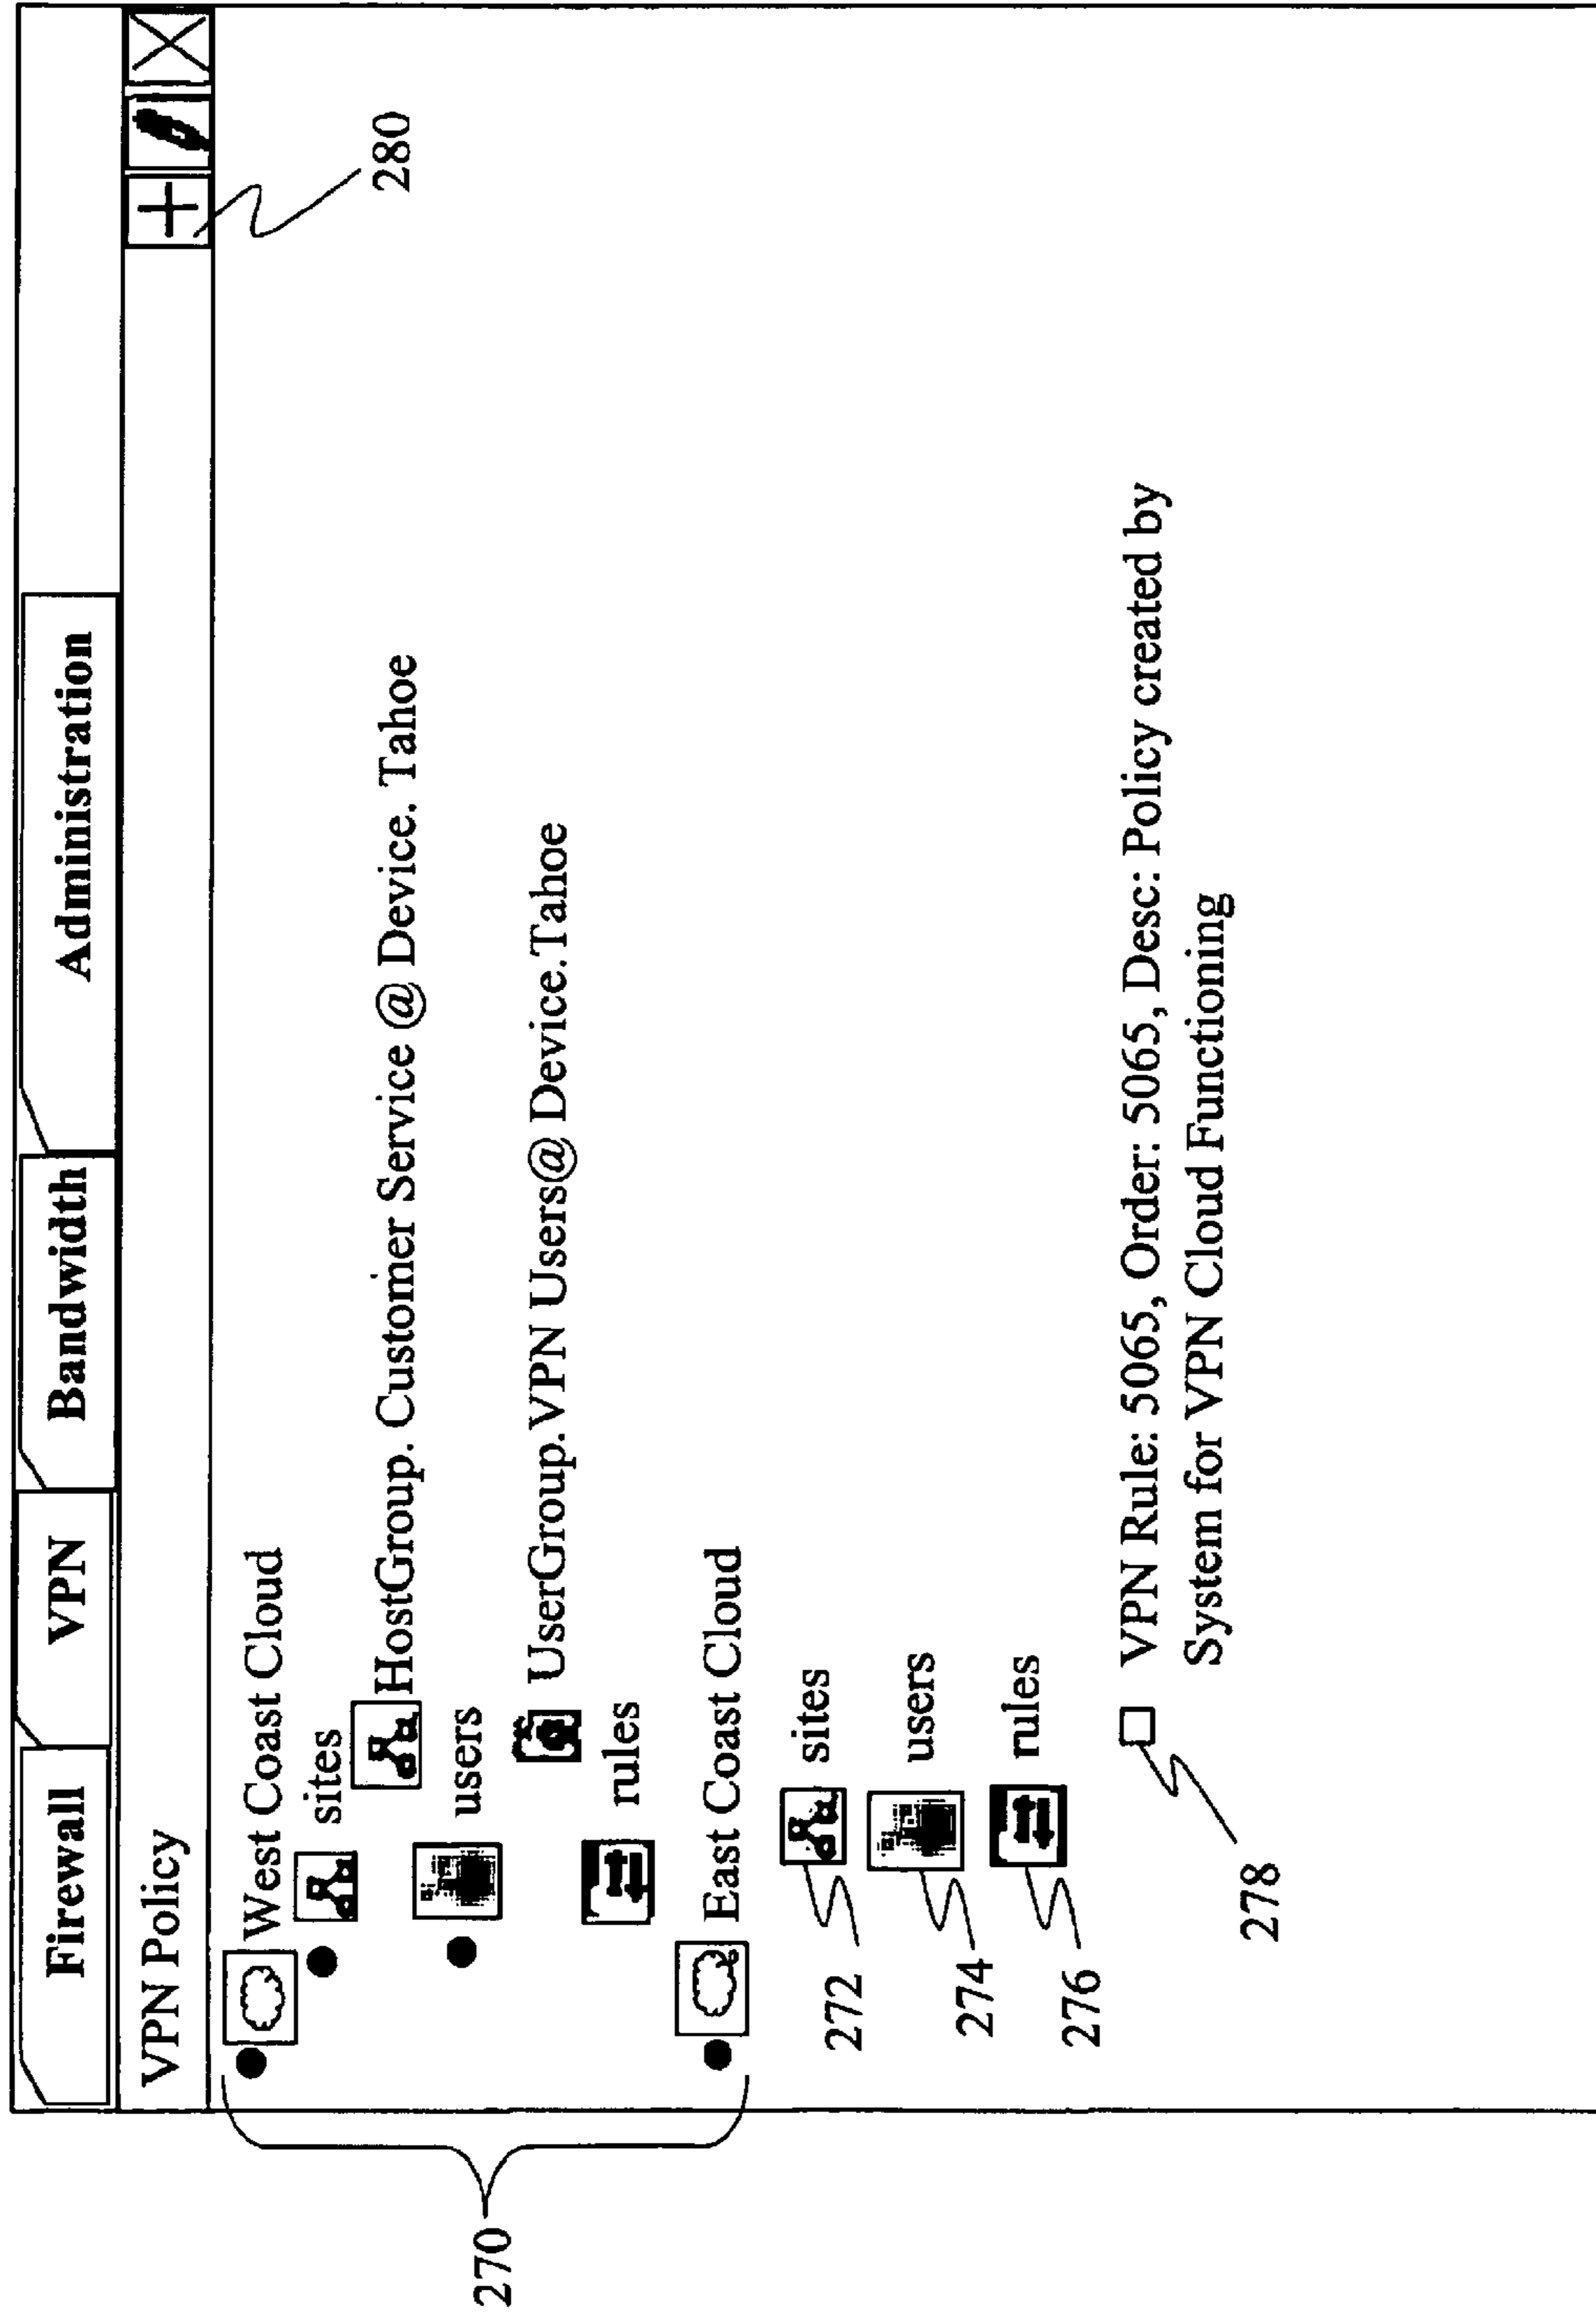 Firewall
VPN
Bandwidth
Administration
VPN Policy
280
West Coast Cloud
sites
HostGroup. Customer Service @ Device. Tahoe
users
UserGroup.VPN Users@ Device.Tahoe
rules
270
East Coast Cloud
272
sites
274
users
276
rules
278
VPN Rule: 5065, Order: 5065, Desc: Policy created by
System for VPN Cloud Functioning